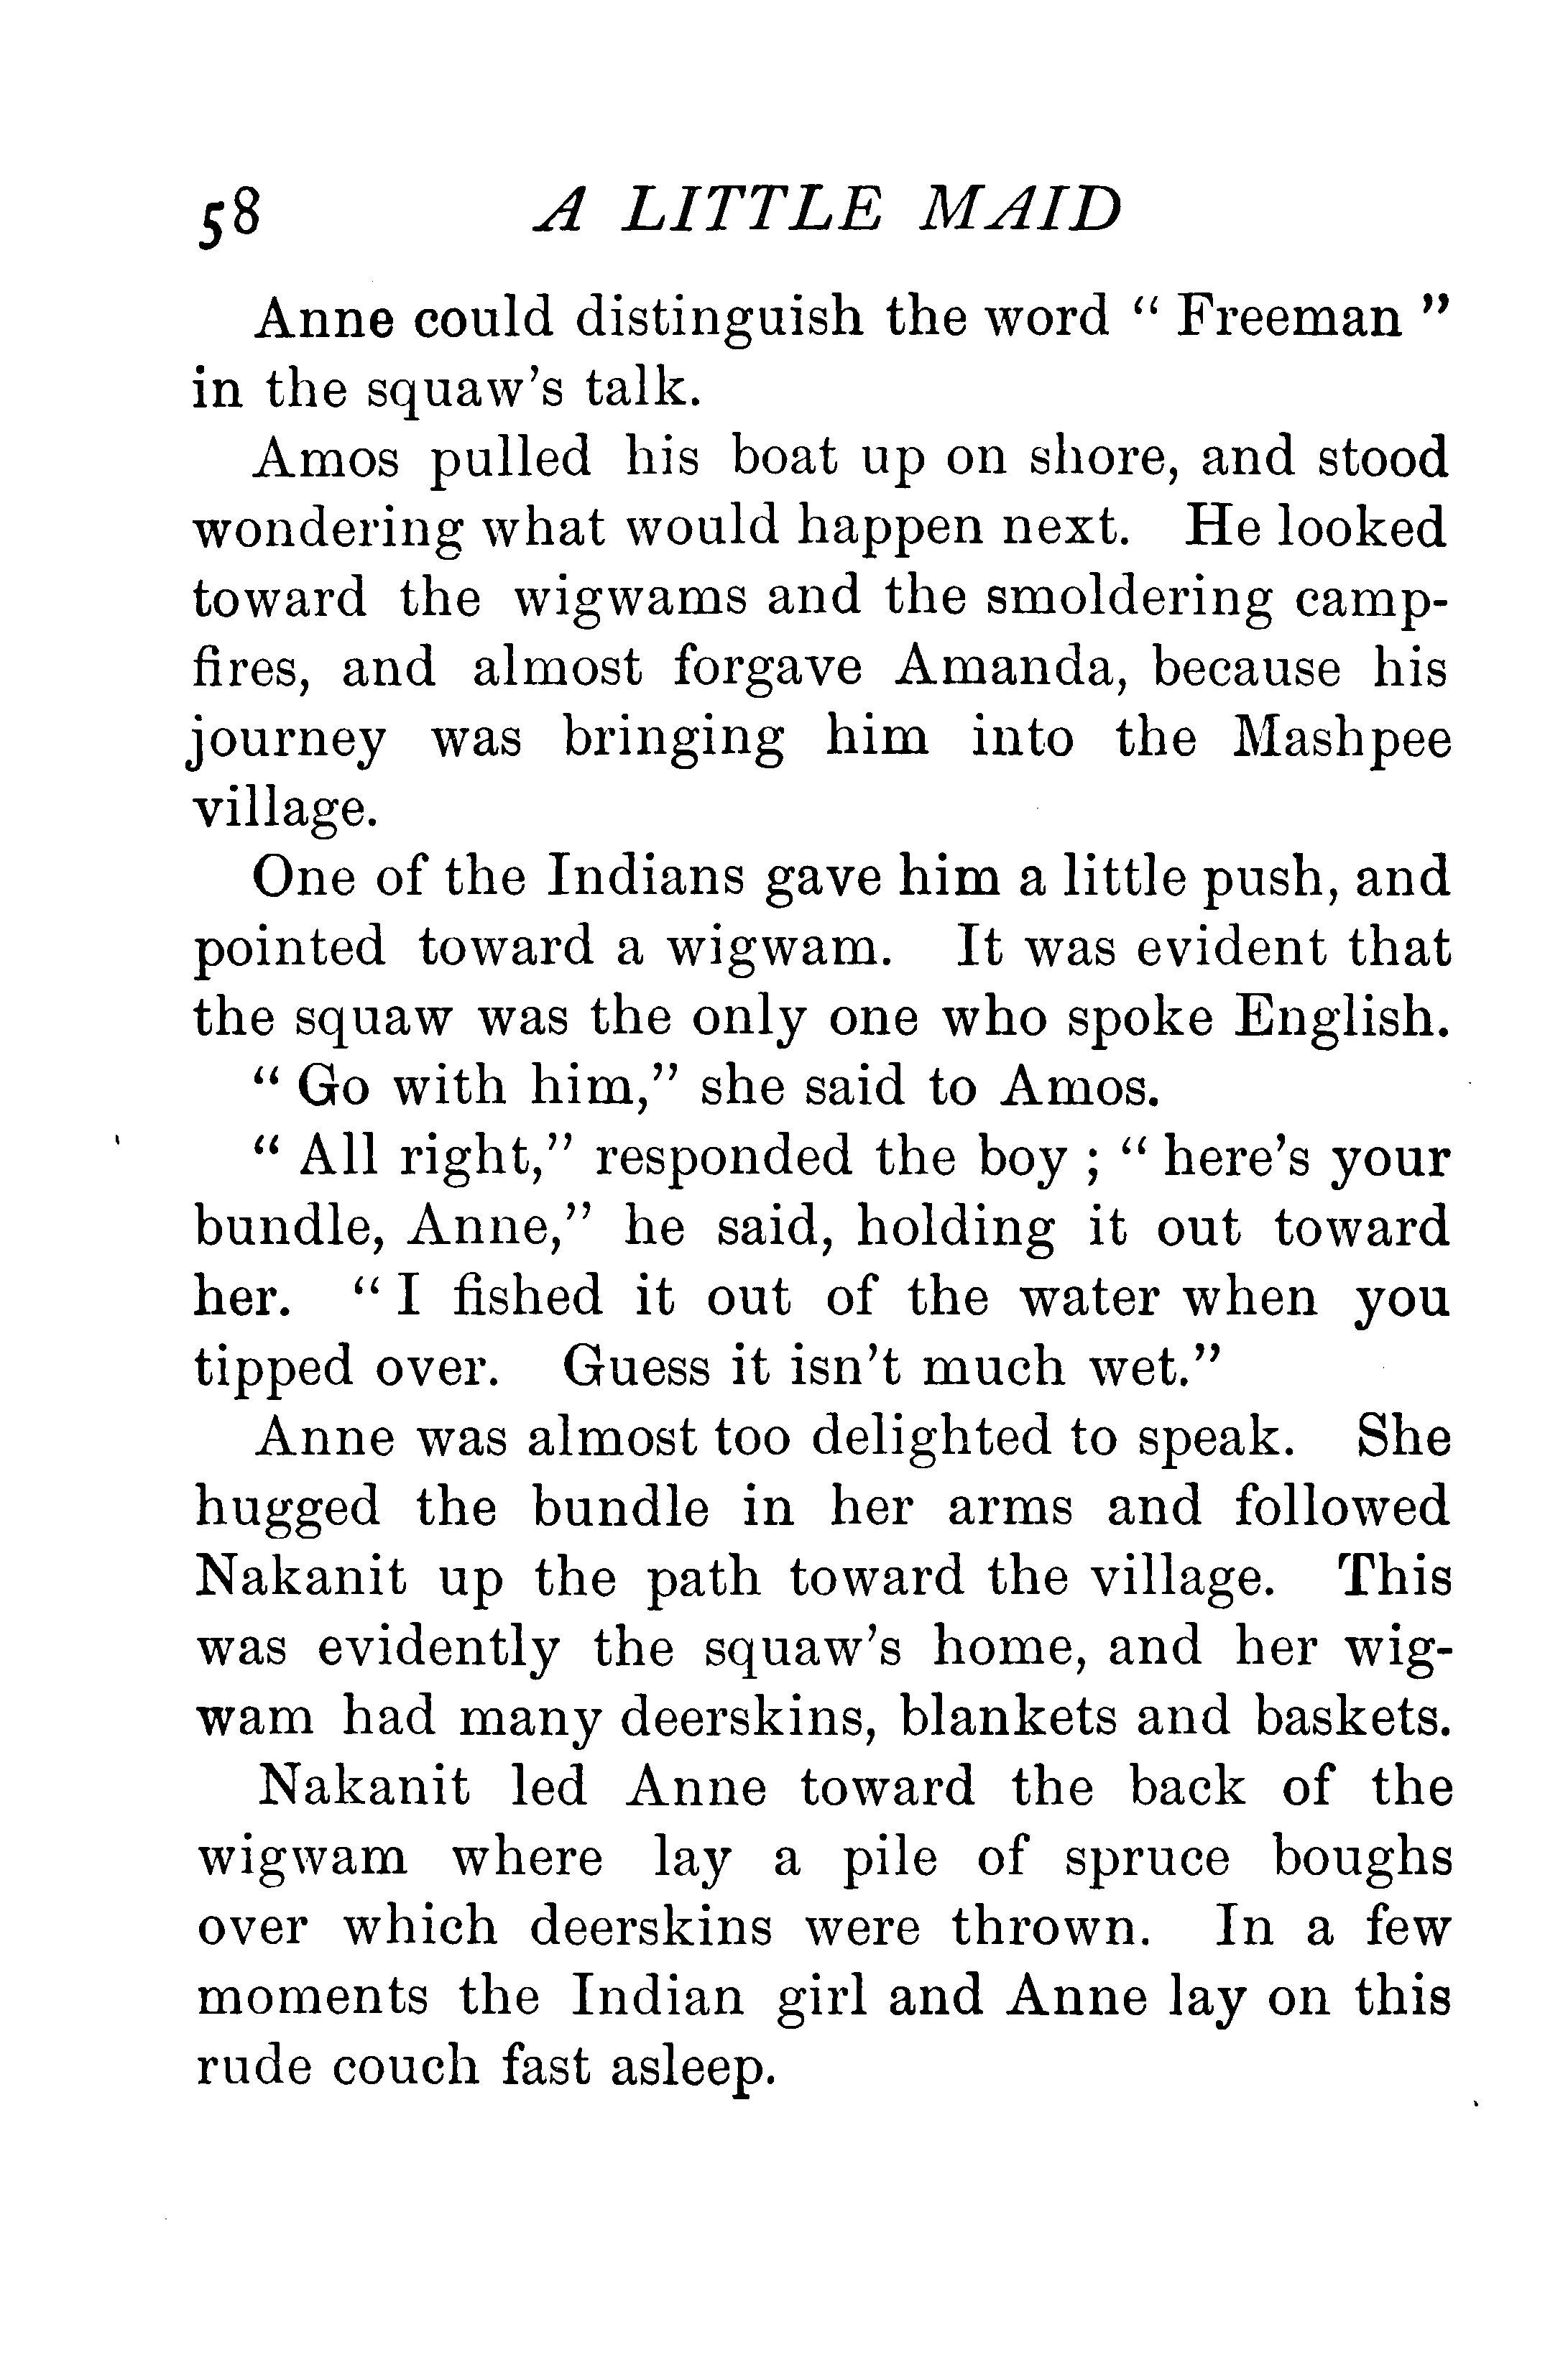 58 A LITTLE MAID
Anne could distinguish the word " Freeman "
in the squaw's talk.
Amos pulled his boat up on shore, and stood
wondering what would happen next. He looked
toward the wigwams and the smoldering camp-
fires, and almost forgave Amanda, because his
journey was bringing him into the Mashpee
village.
One of the Indians gave him a little push, and
pointed toward a wigwam. It was evident that
the squaw was the only one who spoke English.
" Go with him," she said to Amos.
" All right," responded the boy ; " here's your
bundle, Anne," he said, holding it out toward
her. " I fished it out of the water when you
tipped over. Guess it isn't much wet."
Anne was almost too delighted to speak. She
hugged the bundle in her arms and followed
Nakanit up the path toward the village. This
was evidently the squaw's home, and her wig-
wam had many deerskins, blankets and baskets.
Nakanit led Anne toward the back of the
wigwam where lay a pile of spruce boughs
over which deerskins were thrown. In a few
moments the Indian girl and Anne lay on this
rude couch fast asleep.